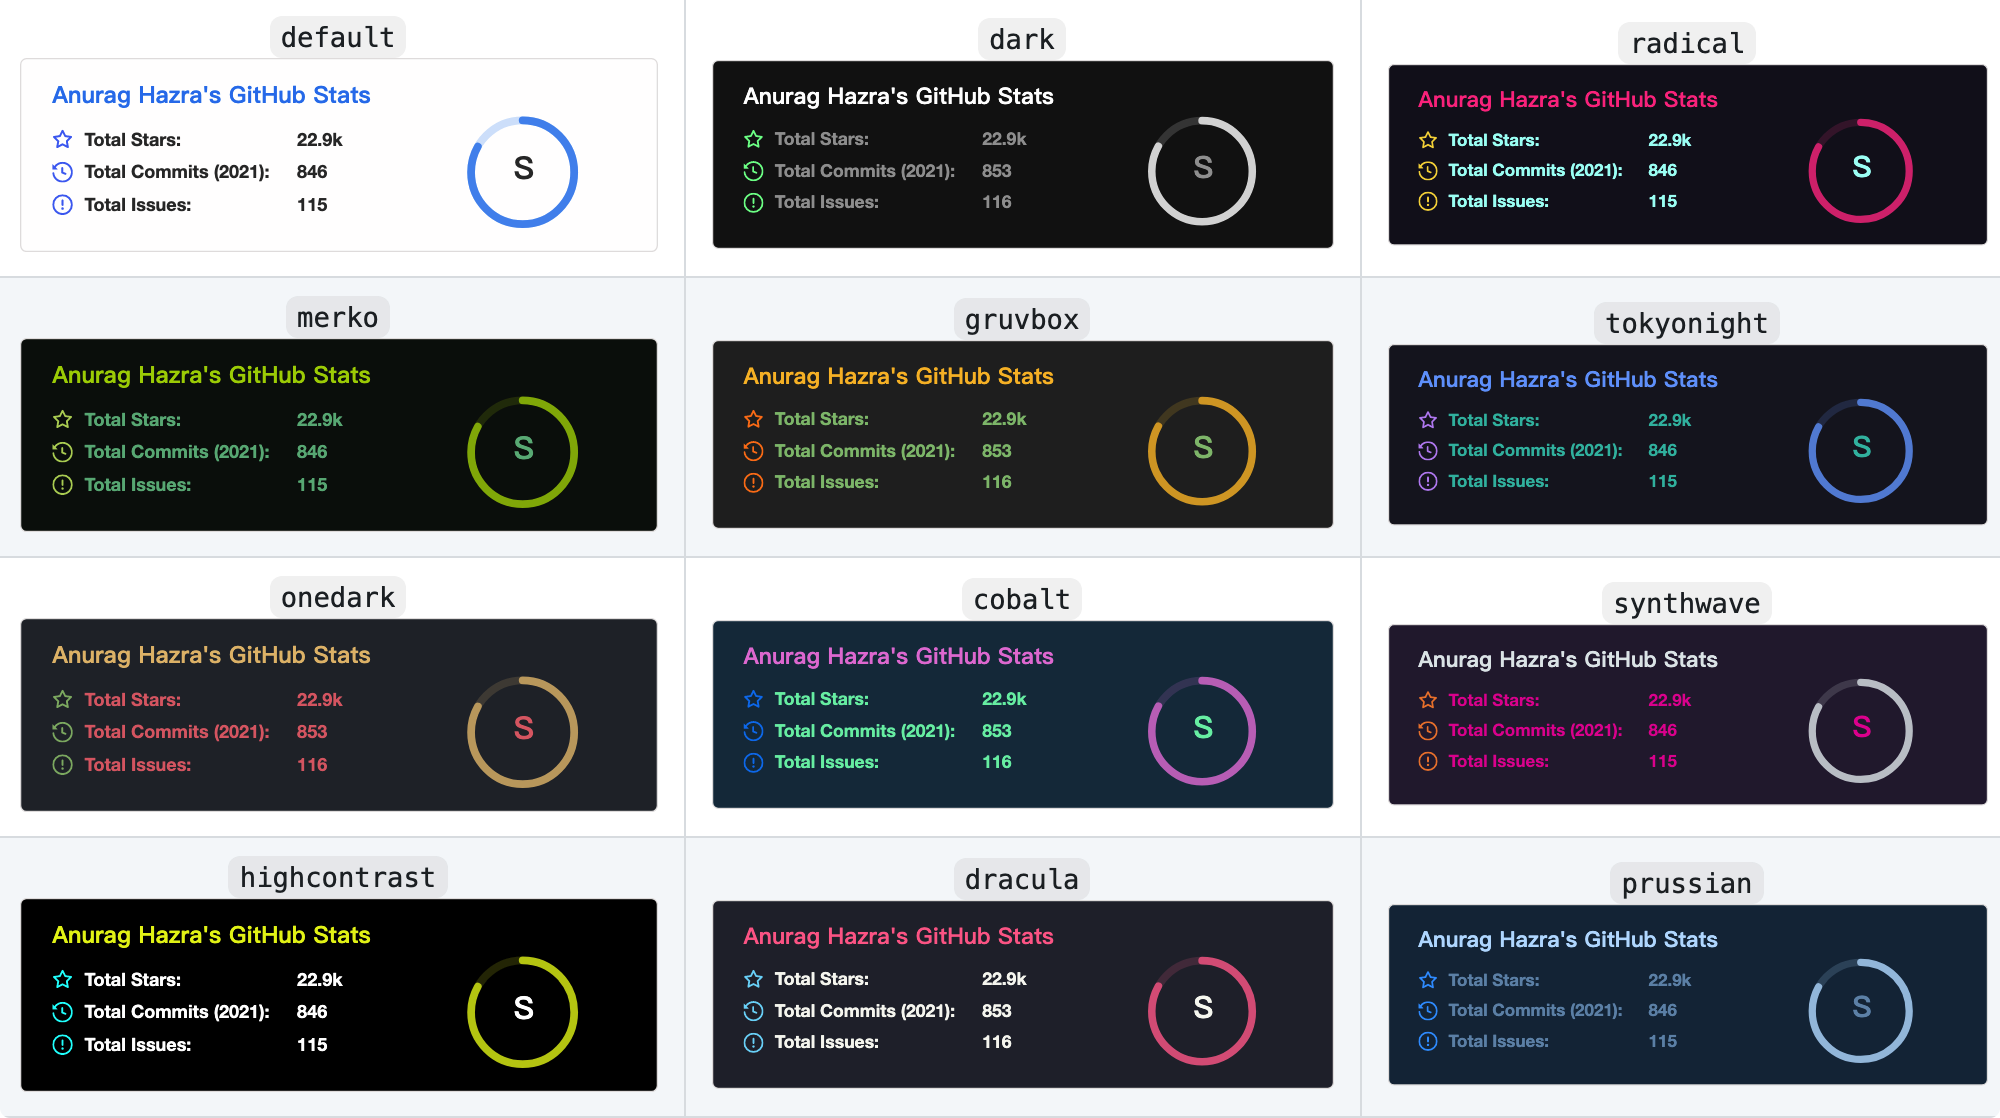 default
Anurag Hazra's GitHub Stats
Total Stars: 22.9k
Total Commits (2021): 846
Total Issues: 115
S
dark
Anurag Hazra's GitHub Stats
Total Stars: 22.9k
Total Commits (2021): 853
Total Issues: 116
S
radical
Anurag Hazra's GitHub Stats
Total Stars: 22.9k
Total Commits (2021): 846
Total Issues: 115
S
merko
Anurag Hazra's GitHub Stats
Total Stars: 22.9k
Total Commits (2021): 846
Total Issues: 115
S
gruvbox
Anurag Hazra's GitHub Stats
Total Stars: 22.9k
Total Commits (2021): 853
Total Issues: 116
S
tokyonight
Anurag Hazra's GitHub Stats
Total Stars: 22.9k
Total Commits (2021): 846
Total Issues: 115
S
onedark
Anurag Hazra's GitHub Stats
Total Stars: 22.9k
Total Commits (2021): 853
Total Issues: 116
S
cobalt
Anurag Hazra's GitHub Stats
Total Stars: 22.9k
Total Commits (2021): 853
Total Issues: 116
S
synthwave
Anurag Hazra's GitHub Stats
Total Stars: 22.9k
Total Commits (2021): 846
Total Issues: 115
S
highcontrast
Anurag Hazra's GitHub Stats
Total Stars: 22.9k
Total Commits (2021): 846
Total Issues: 115
S
dracula
Anurag Hazra's GitHub Stats
Total Stars: 22.9k
Total Commits (2021): 853
Total Issues: 116
S
prussian
Anurag Hazra's GitHub Stats
Total Stars: 22.9k
Total Commits (2021): 846
Total Issues: 115
S